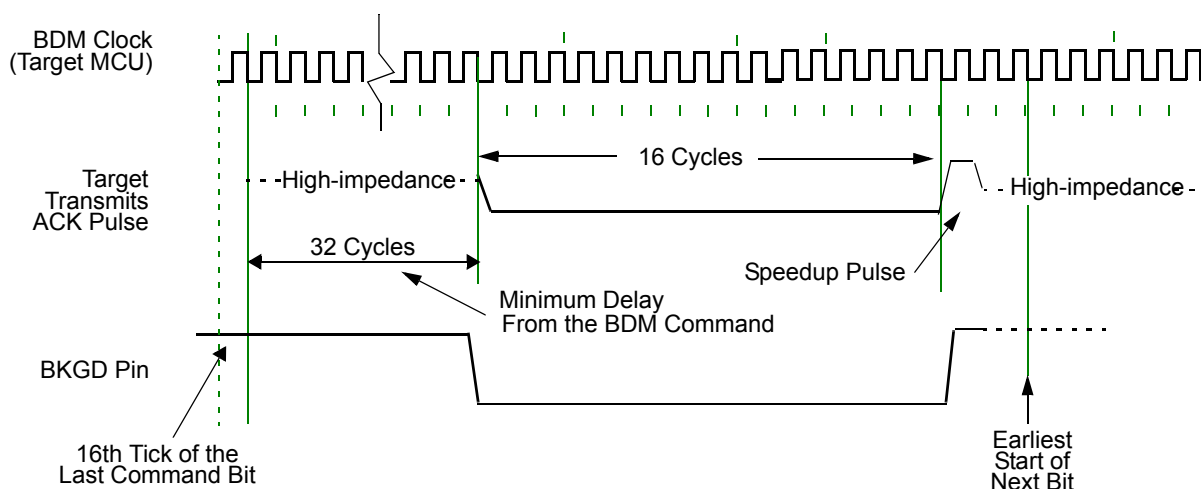 BDM Clock
(Target MCU)
16 Cycles
Target
Transmits
ACK Pulse
High-impedance
High-impedance
32 Cycles
Speedup Pulse
Minimum Delay
From the BDM Command
BKGD Pin
16th Tick of the
Last Command Bit
Earliest
Start of
Next Bit